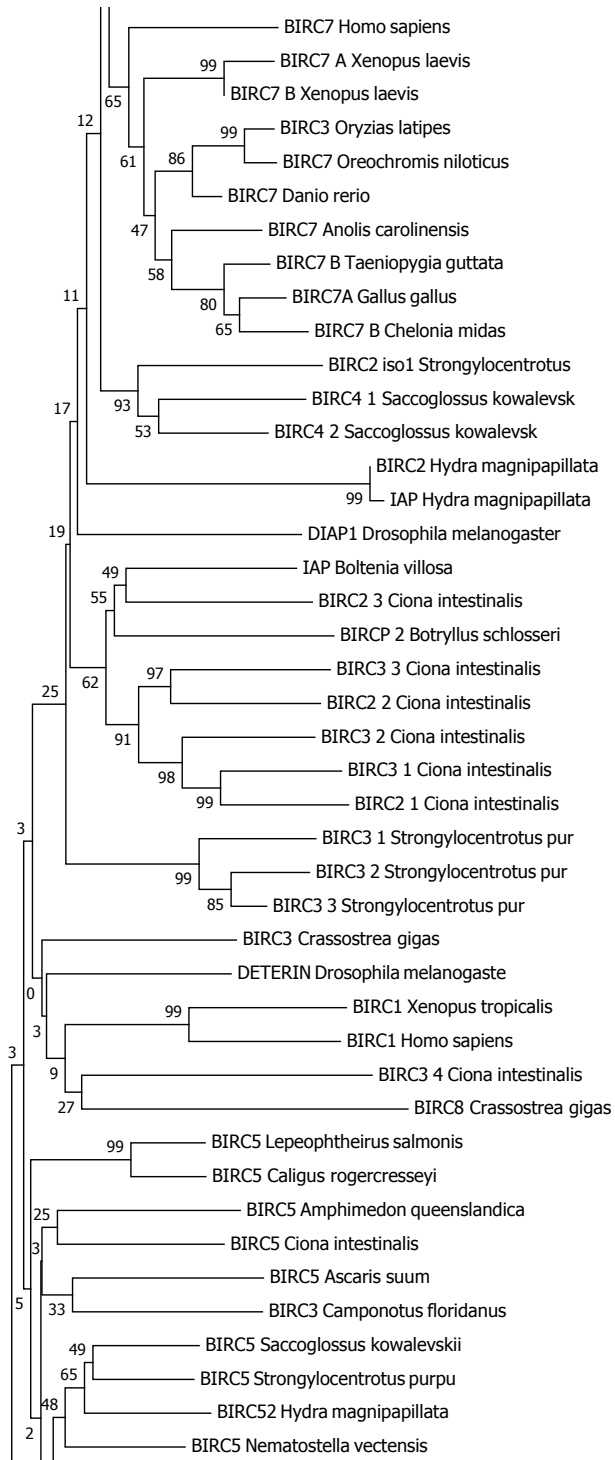 BIRC7 Homo sapiens
65
99
BIRC7 A Xenopus laevis
BIRC7 B Xenopus laevis
12
61
99
BIRC3 Oryzias latipes
86
BIRC7 Oreochromis niloticus
BIRC7 Danio rerio
47
BIRC7 Anolis carolinensis
58
BIRC7 B Taeniopygia guttata
80
BIRC7A Gallus gallus
11
65
BIRC7 B Chelonia midas
BIRC2 iso1 Strongylocentrotus
93
BIRC4 1 Saccoglossus kowalevsk
17
53
BIRC4 2 Saccoglossus kowalevsk
BIRC2 Hydra magnipapillata
99
IAP Hydra magnipapillata
19
DIAP1 Drosophila melanogaster
IAP Boltenia villosa
49
BIRC2 3 Ciona intestinalis
55
BIRCP 2 Botryllus schlosseri
97
BIRC3 3 Ciona intestinalis
62
25
BIRC2 2 Ciona intestinalis
91
BIRC3 2 Ciona intestinalis
98
BIRC3 1 Ciona intestinalis
99
BIRC2 1 Ciona intestinalis
3
BIRC3 1 Strongylocentrotus pur
99
BIRC3 2 Strongylocentrotus pur
85
BIRC3 3 Strongylocentrotus pur
BIRC3 Crassostrea gigas
0
DETERIN Drosophila melanogaste
99
BIRC1 Xenopus tropicalis
3
BIRC1 Homo sapiens
3
9
BIRC3 4 Ciona intestinalis
27
BIRC8 Crassostrea gigas
99
BIRC5 Lepeophtheirus salmonis
BIRC5 Caligus rogercresseyi
25
BIRC5 Amphimedon queenslandica
3
BIRC5 Ciona intestinalis
BIRC5 Ascaris suum
5
33
BIRC3 Camponotus floridanus
49
BIRC5 Saccoglossus kowalevskii
65
BIRC5 Strongylocentrotus purpu
48
BIRC52 Hydra magnipapillata
2
BIRC5 Nematostella vectensis